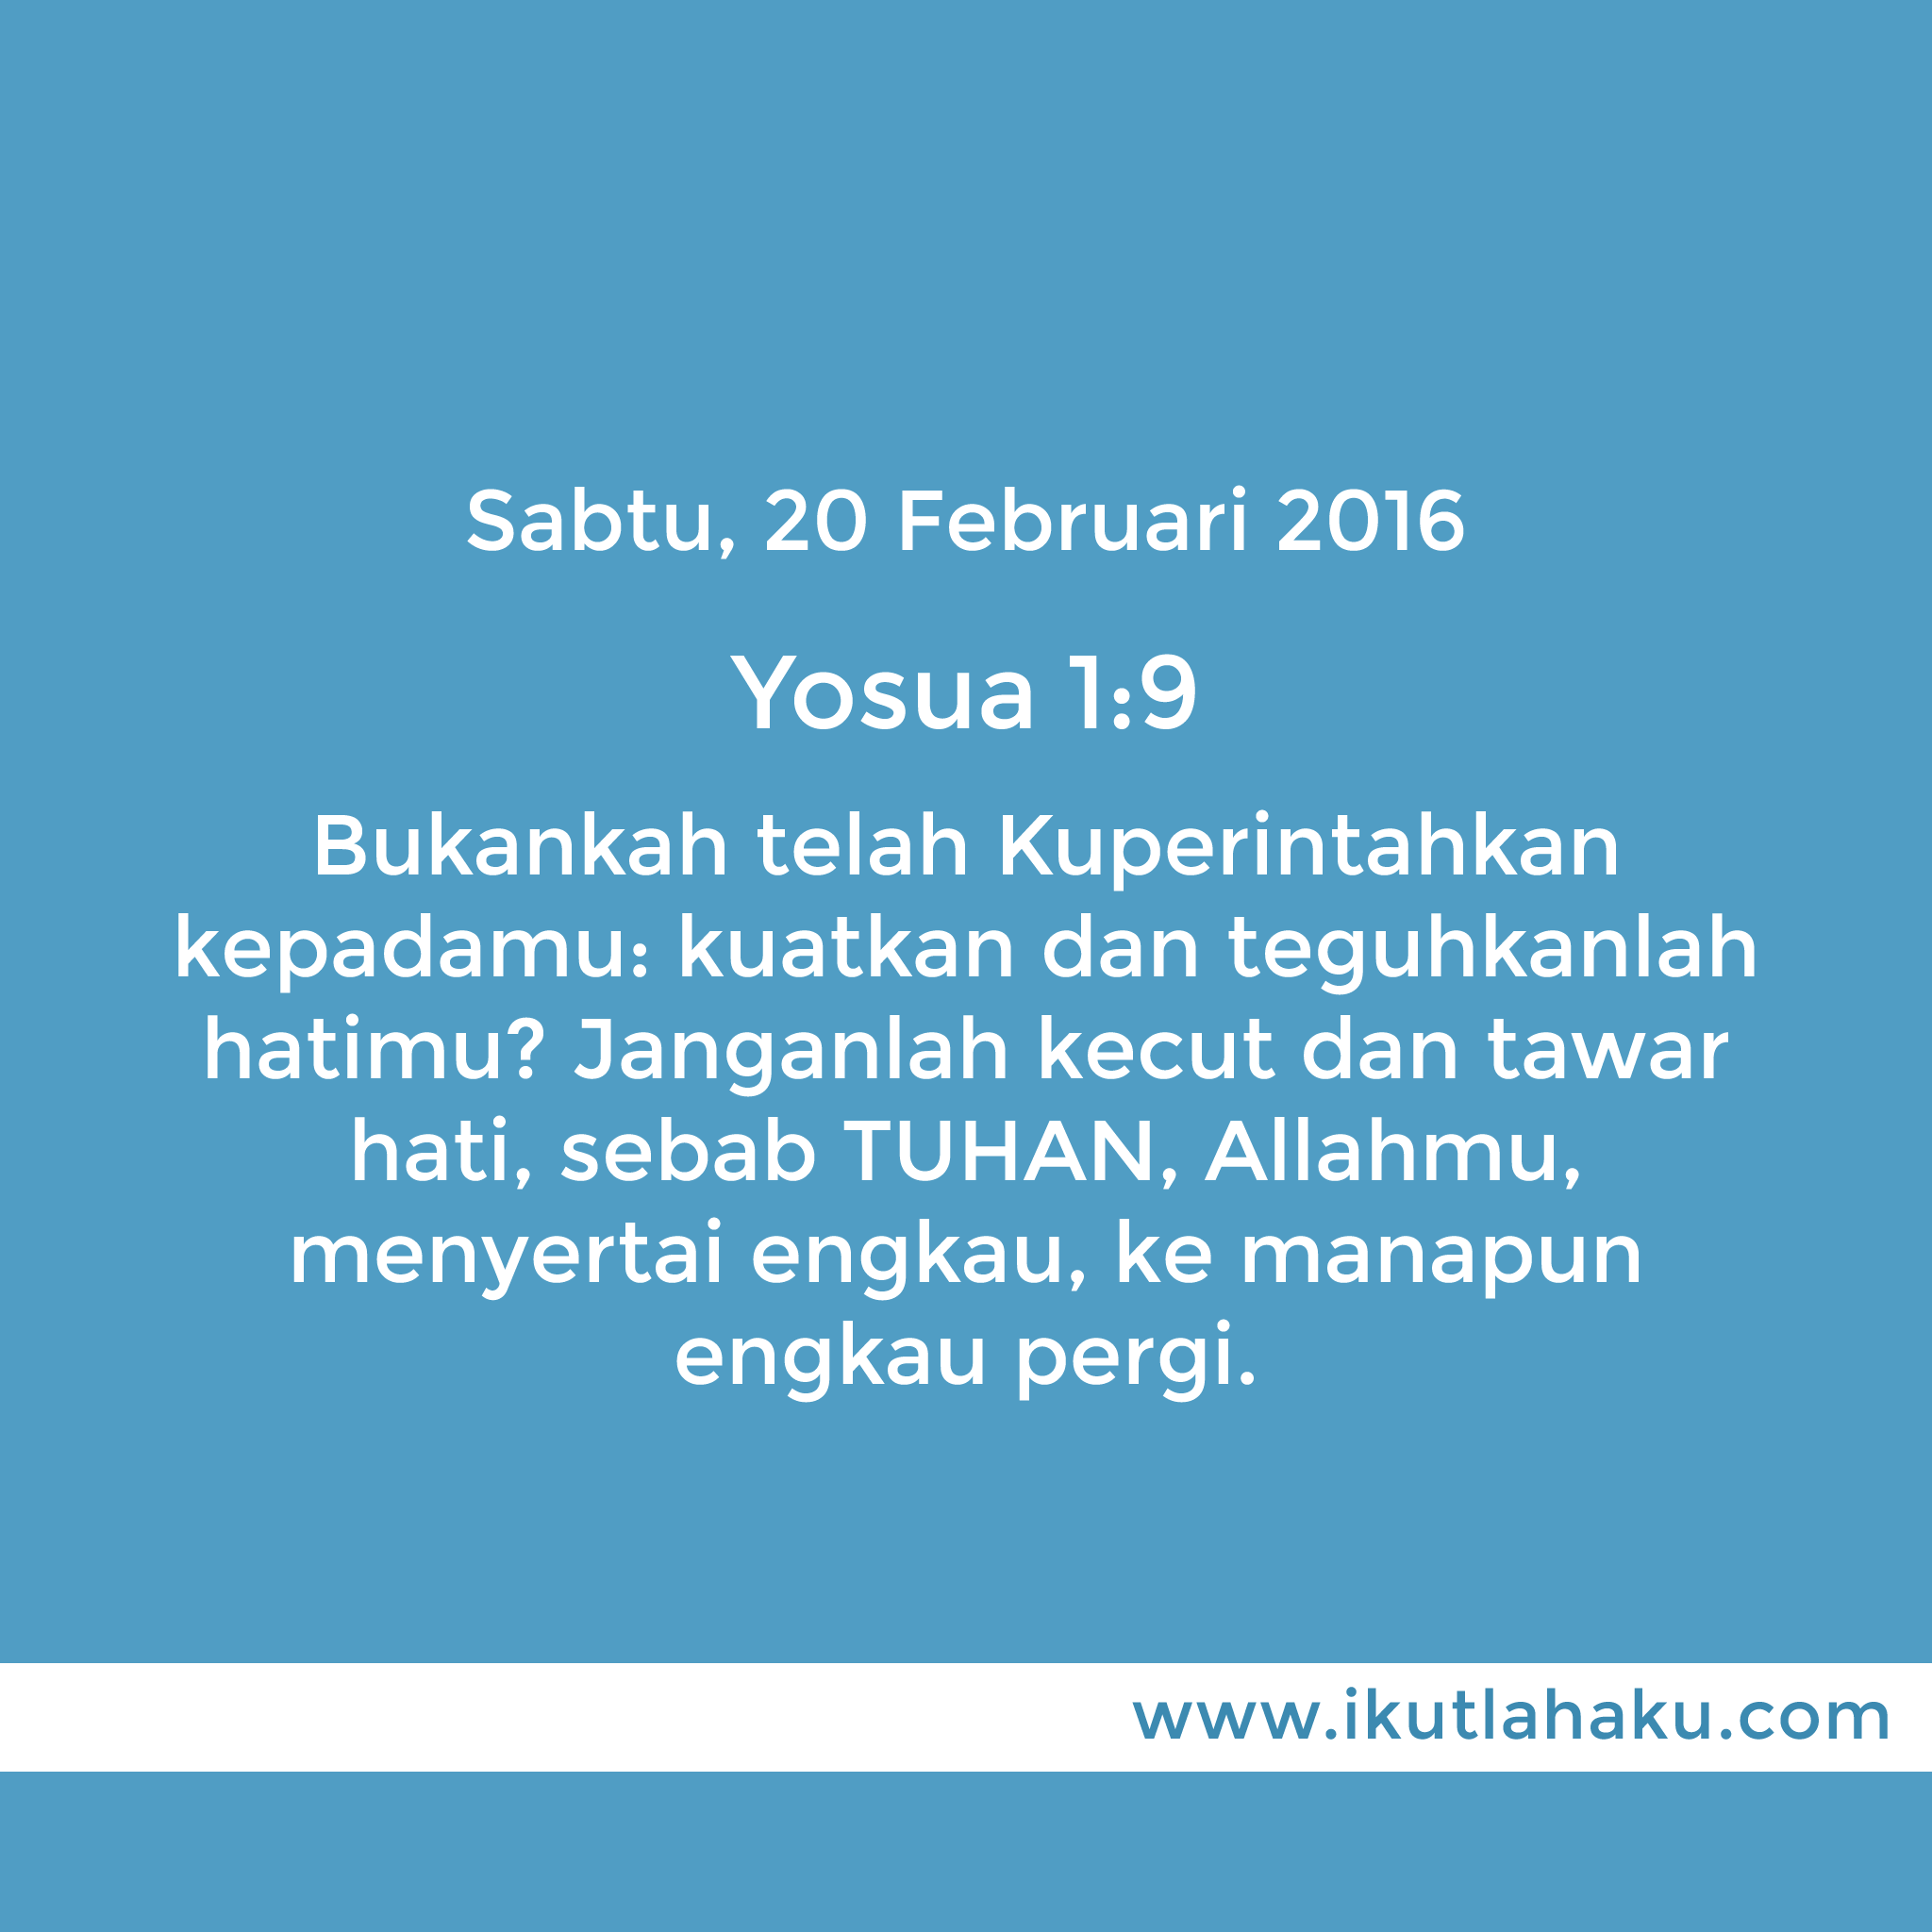 Sabtu, 20 Februari 2016
Yosua 1:9
Bukankah telah Kuperintahkan
kepadamu: kuatkan dan teguhkanlah
hatimu? Janganlah kecut dan tawar
hati, sebab TUHAN, Allahmu,
menyertai engkau, ke manapun
engkau pergi.
www.ikutlahaku.com